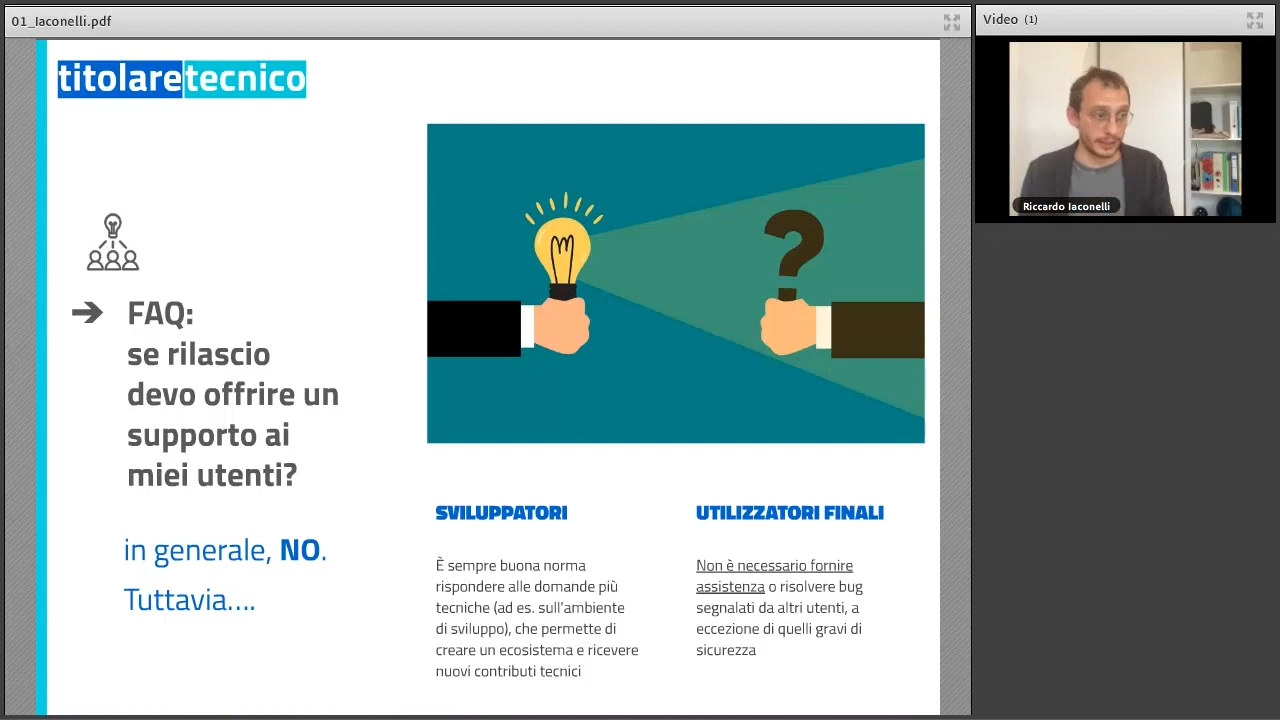 01_Iaconelli.pdf
Video (1)
titolaretecnico
Riccardo Iaconelli
➔ FAQ:
se rilascio
devo offrire un
supporto ai
miei utenti?
in generale, NO.
Tuttavia....
SVILUPPATORI
È sempre buona norma
rispondere alle domande più
tecniche (ad es. sull'ambiente
di sviluppo), che permette di
creare un ecosistema e ricevere
nuovi contributi tecnici
UTILIZZATORI FINALI
Non è necessario fornire
assistenza o risolvere bug
segnalati da altri utenti, a
eccezione di quelli gravi di
sicurezza